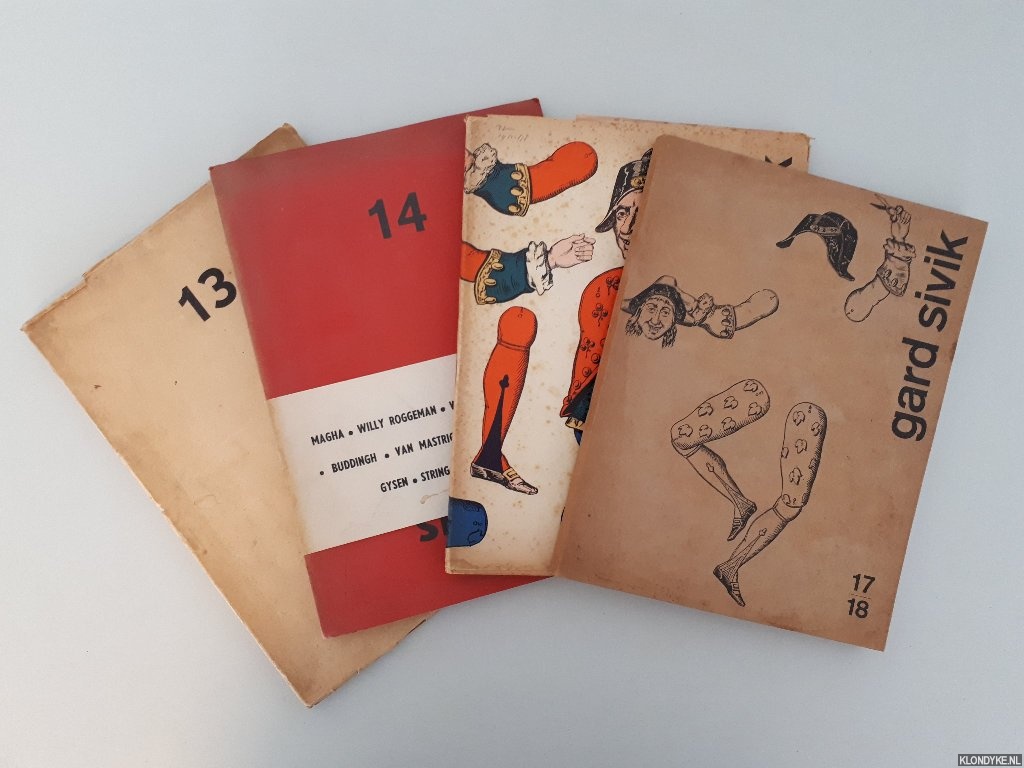 13
14
MAGHA • WILLY ROGGEMAN •
• BUDDINGH • VAN MASTRIC
GYSEN • STRING
gard sivik
17
18
KLONDYKE.NL